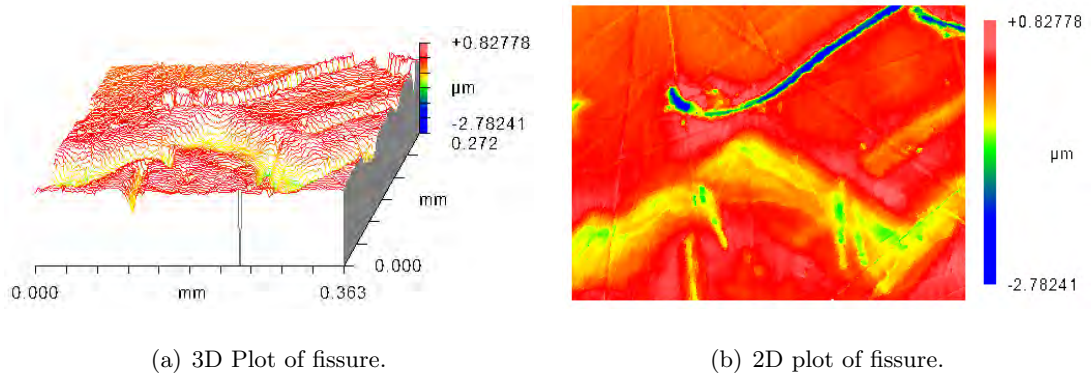 +0.82778
µm
-2.78241
0.272
mm
0.000
0.000
mm
0.363
(a) 3D Plot of fissure.
+0.82778
µm
-2.78241
(b) 2D plot of fissure.